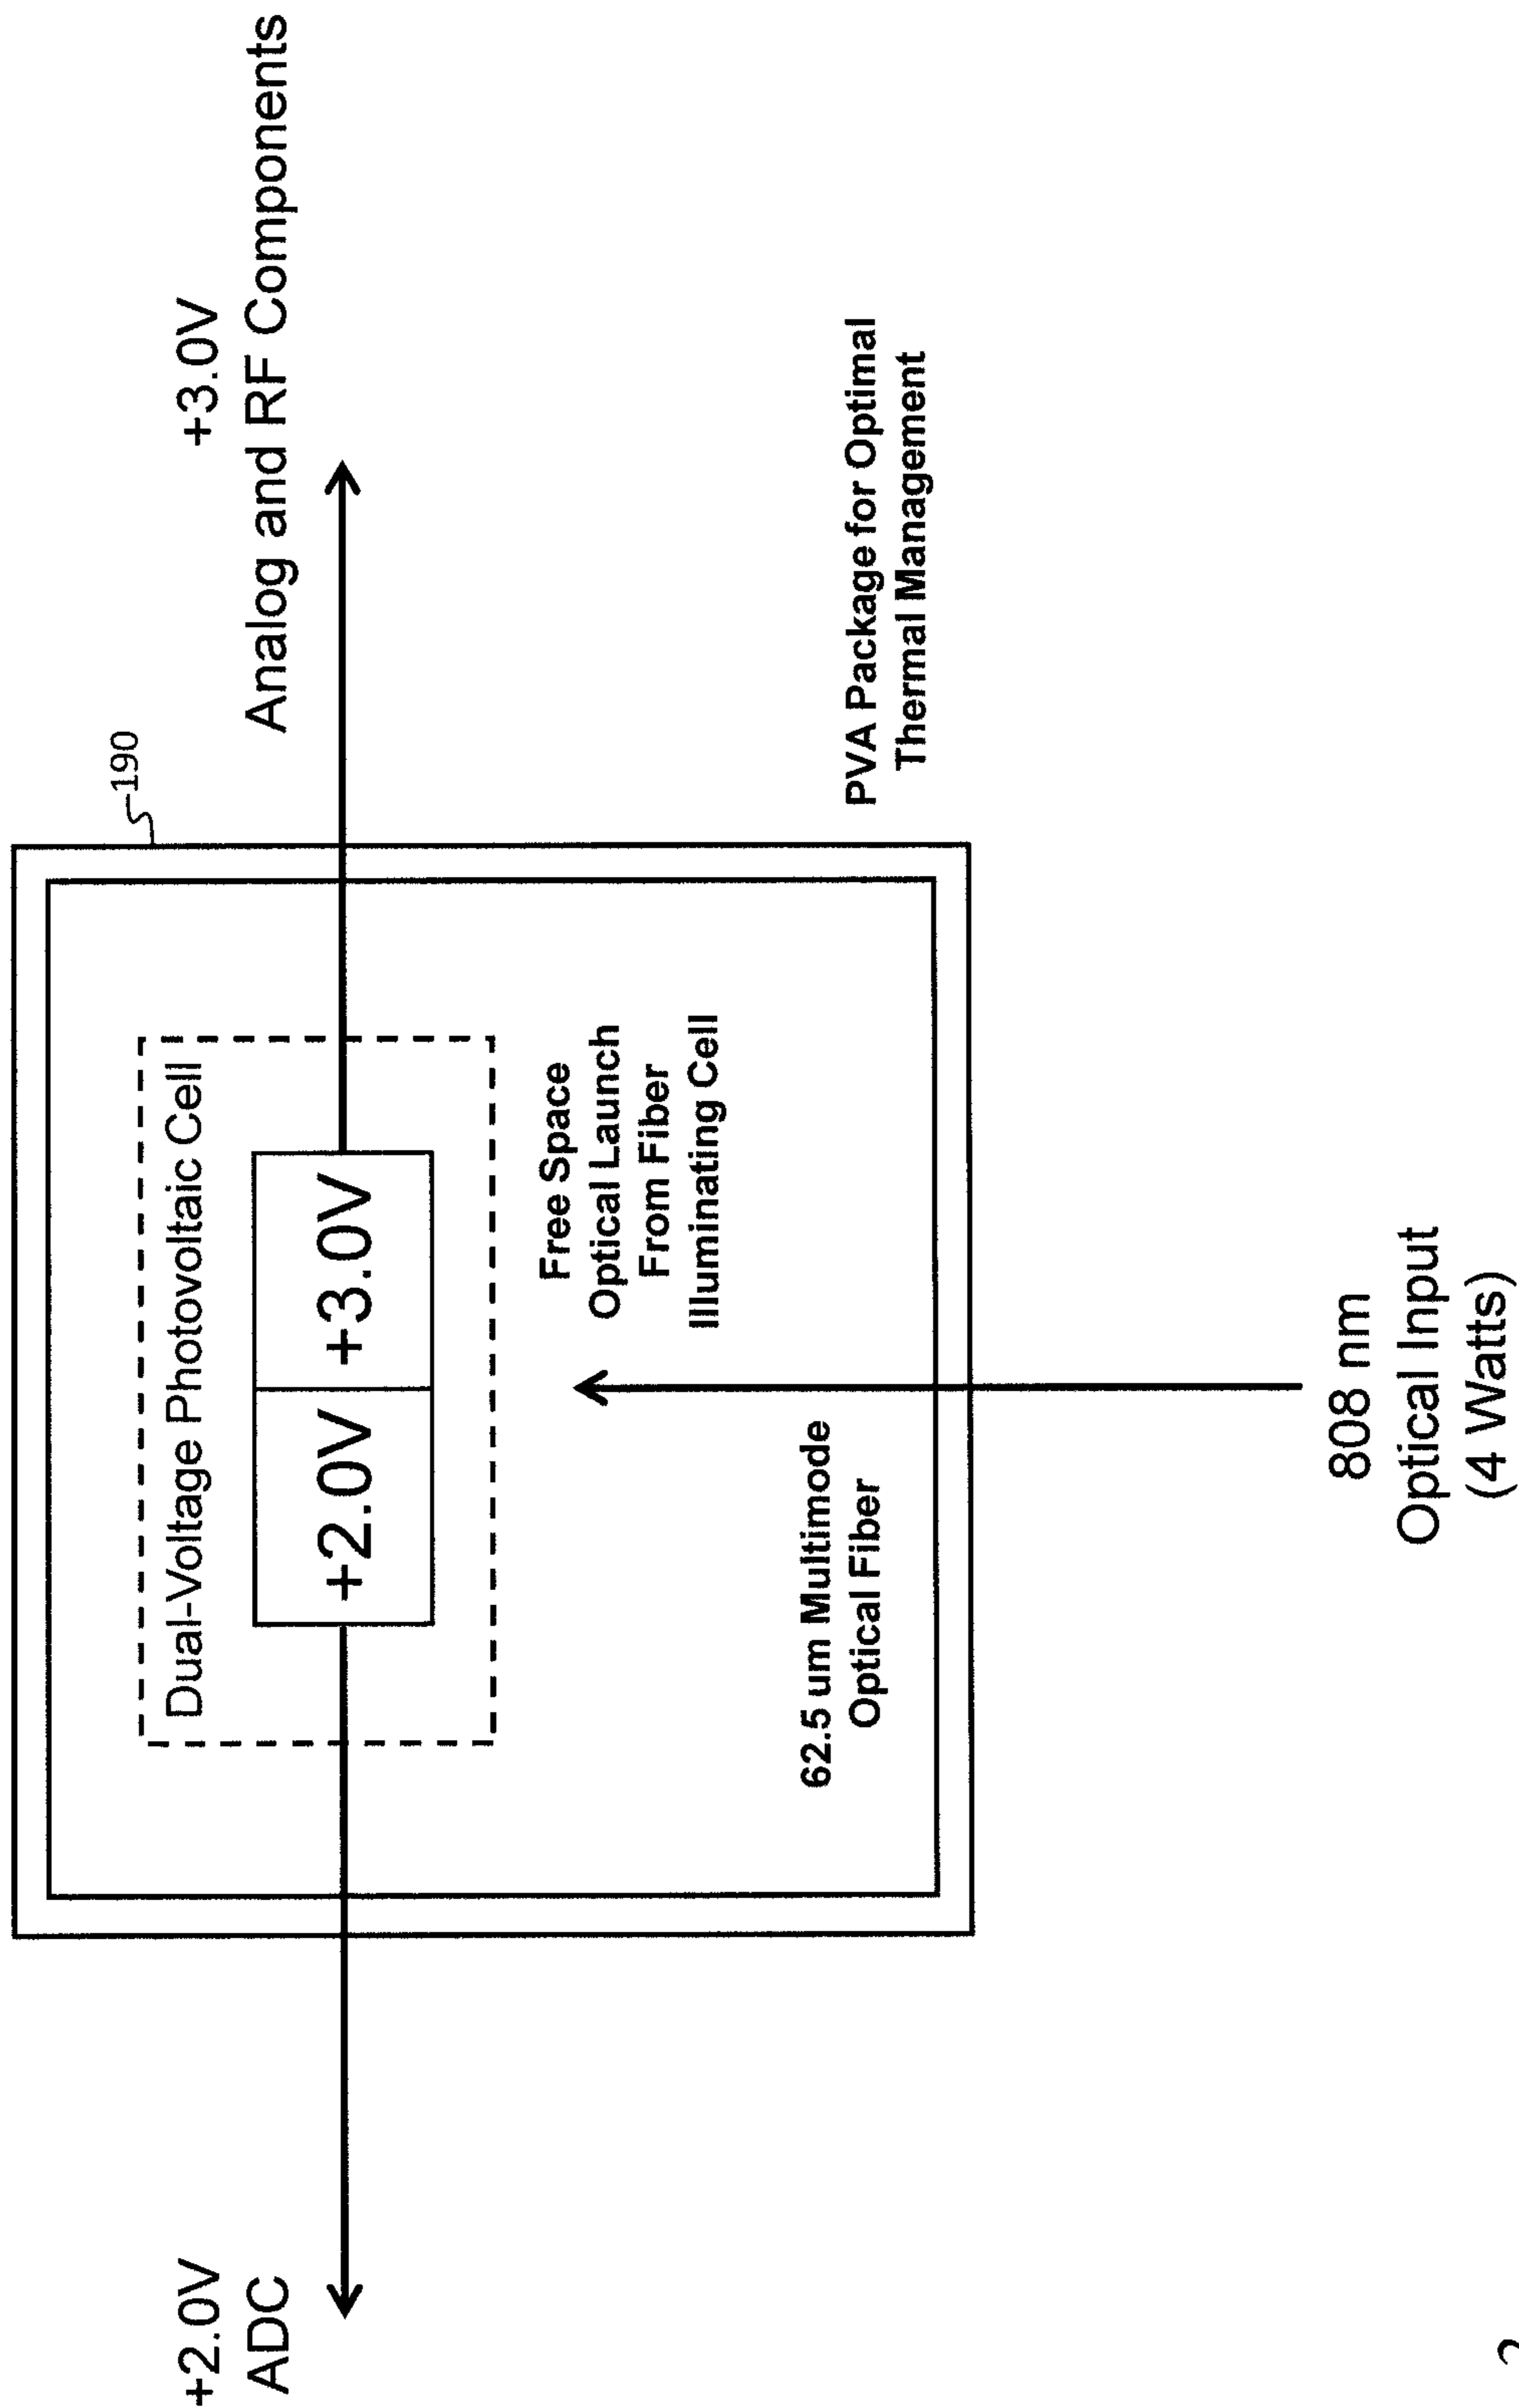 190
+2.0V
ADC
+3.0V
Analog and RF Components
Dual-Voltage Photovoltaic Cell
+2.0V
+3.0V
Free Space
Optical Launch
From Fiber
Illuminating Cell
62.5 um Multimode
Optical Fiber
PVA Package for Optimal
Thermal Management
808 nm
Optical Input
(4 Watts)